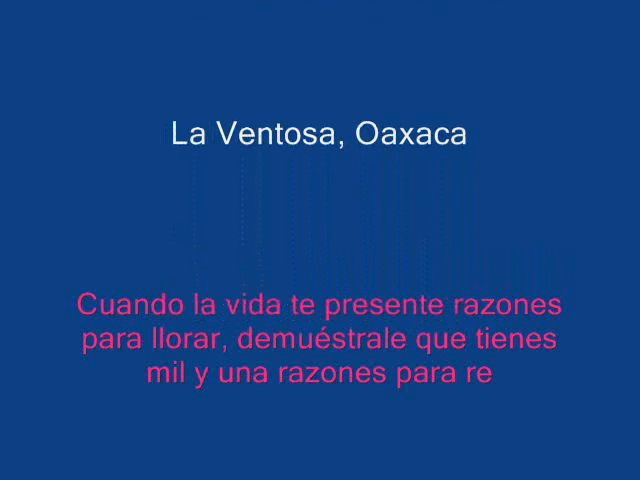 La Ventosa, Oaxaca
Cuando la vida te presente razones
para llorar, demuéstrale que tienes
mil y una razones para re